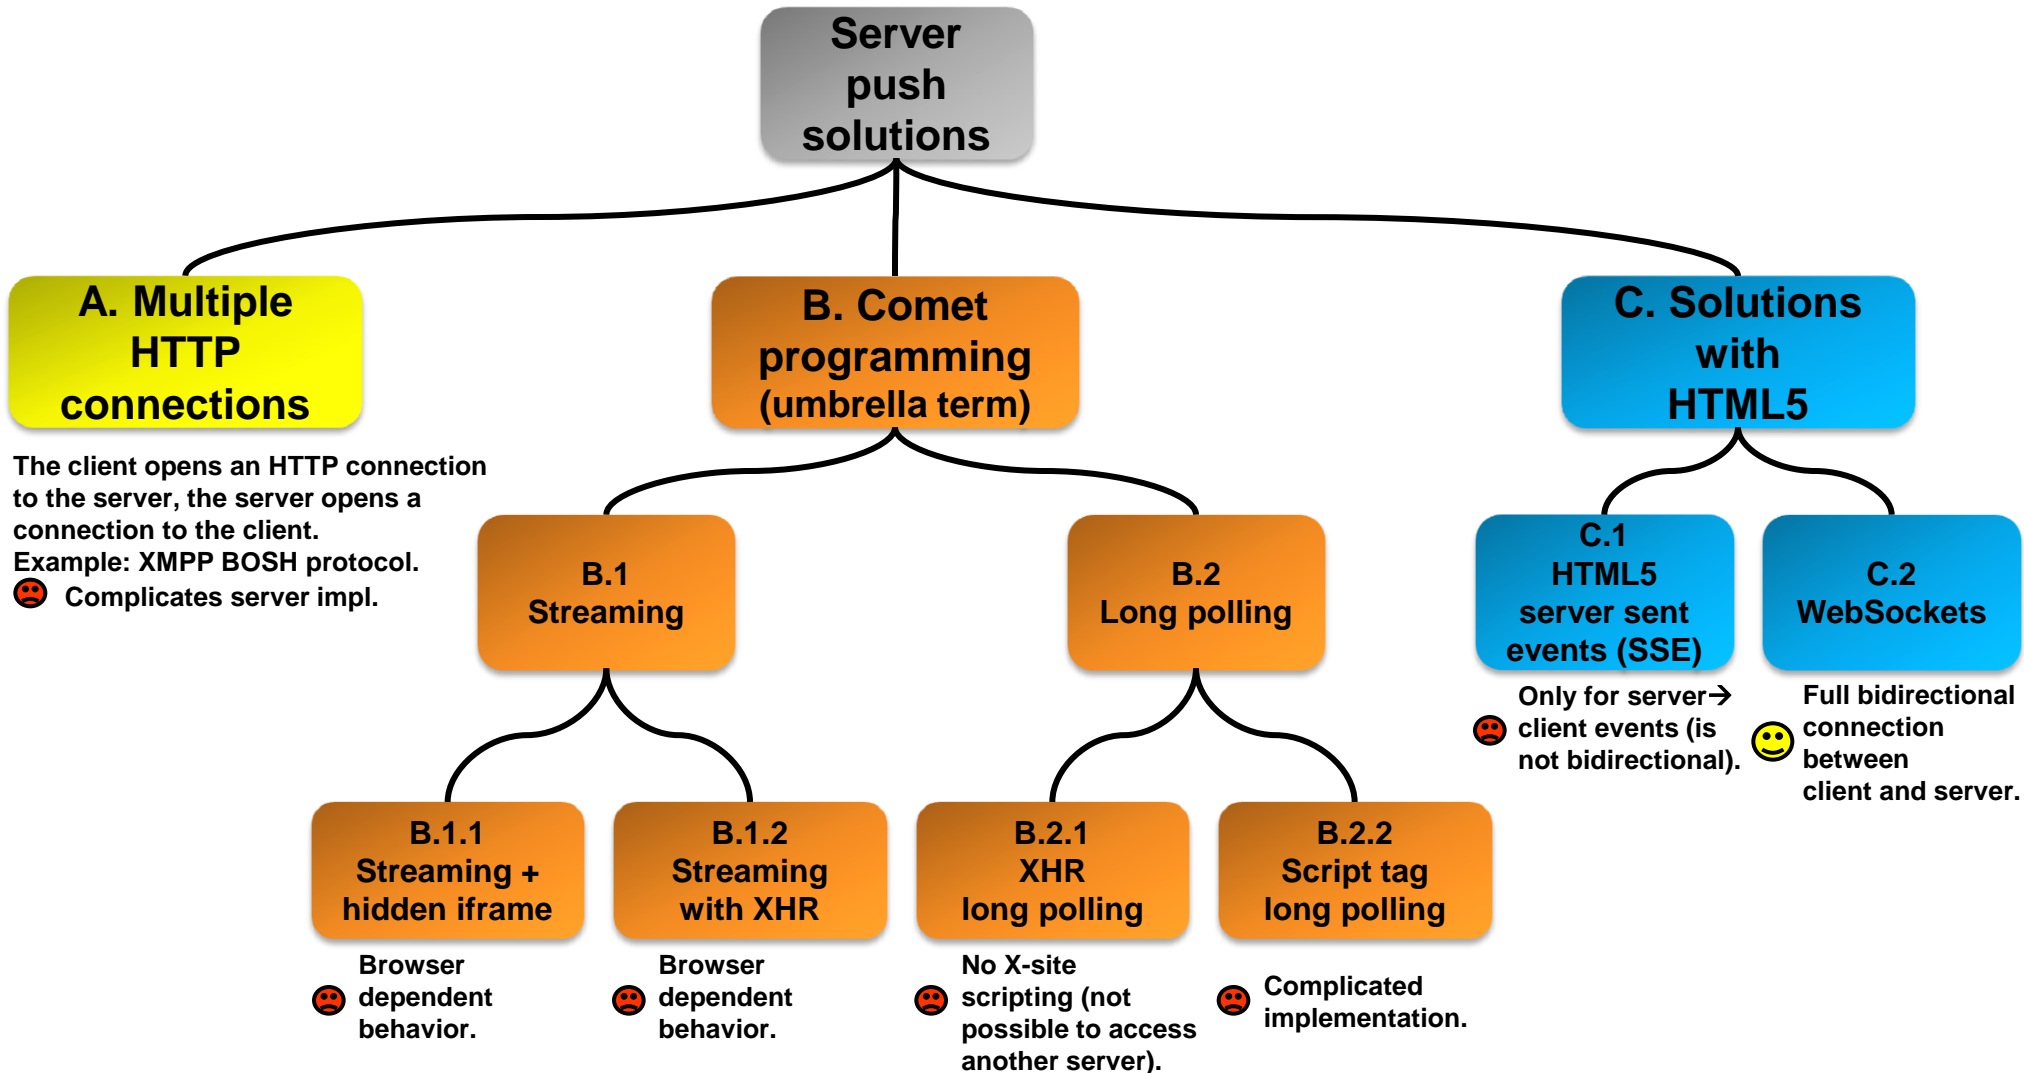 Server
push
solutions
A. Multiple
HTTP
connections
B. Comet
programming
(umbrella term)
C. Solutions
with
HTML5
The client opens an HTTP connection
to the server, the server opens a
connection to the client.
Example: XMPP BOSH protocol.
Complicates server impl.
B.1
Streaming
B.2
Long polling
C.1
HTML5
server sent
events (SSE)
C.2
WebSockets
Only for server→
client events (is
not bidirectional).
Full bidirectional
connection
between
client and server.
B.1.1
Streaming +
hidden iframe
B.1.2
Streaming
with XHR
B.2.1
XHR
long polling
B.2.2
Script tag
long polling
Browser
dependent
behavior.
Browser
dependent
behavior.
No X-site
scripting (not
possible to access
another server).
Complicated
implementation.